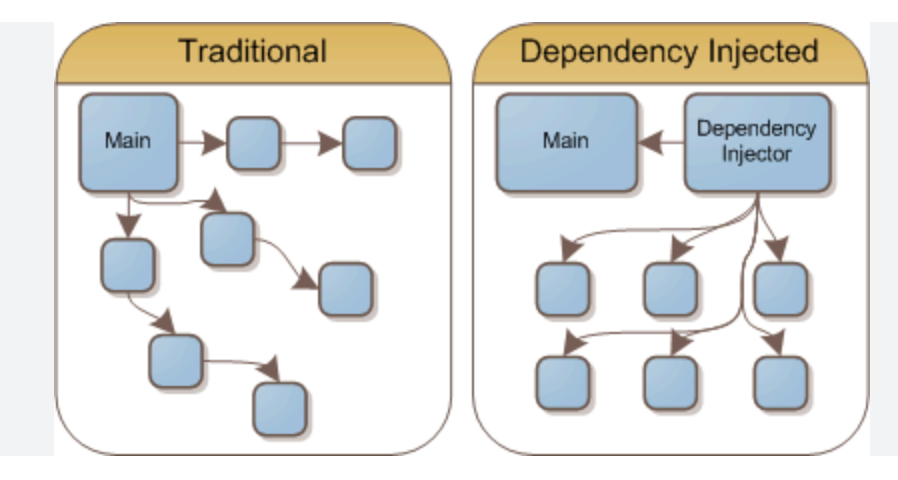 Traditional
Main
Dependency Injected
Main
Dependency
Injector